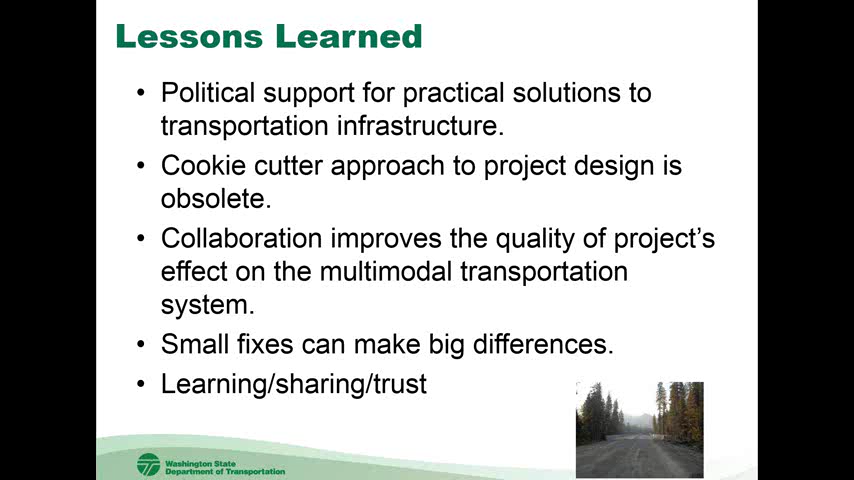 Lessons Learned
• Political support for practical solutions to
transportation infrastructure.
• Cookie cutter approach to project design is
obsolete.
• Collaboration improves the quality of project’s
effect on the multimodal transportation
system.
• Small fixes can make big differences.
• Learning/sharing/trust
Washington State
Department of Transportation